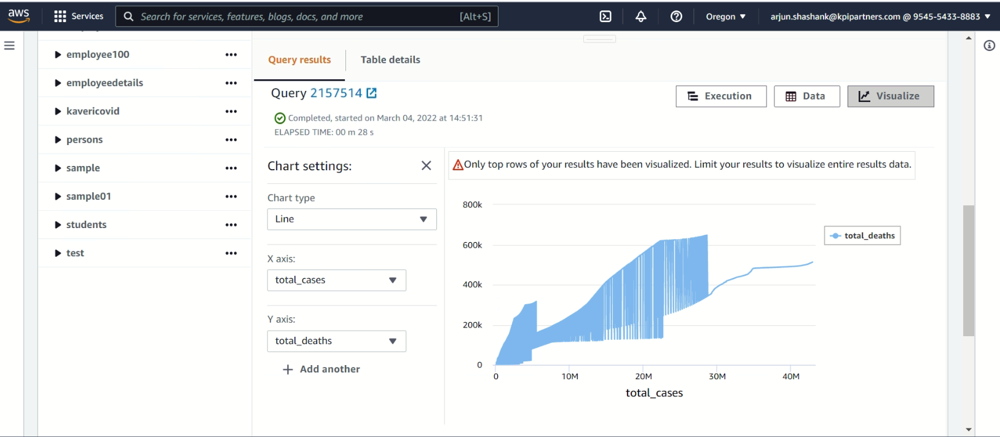 aws Services Search for services, features, blogs, docs, and more [Alt+S] Oregon arjun.shashank@kpipartners.com @ 9545-5433-8883
employee100
employeedetails
kavericovid
persons
sample
sample01
students
test
Query results Table details
Query 2157514
Execution Data Visualize
Completed, started on March 04, 2022 at 14:51:31
ELAPSED TIME: 00 m 28 s
Chart settings:
Chart type
Line
X axis:
total_cases
Y axis:
total_deaths
Add another
Only top rows of your results have been visualized. Limit your results to visualize entire results data.
800k
600k
400k
200k
0
0 10M 20M 30M 40M
total_cases
total_deaths